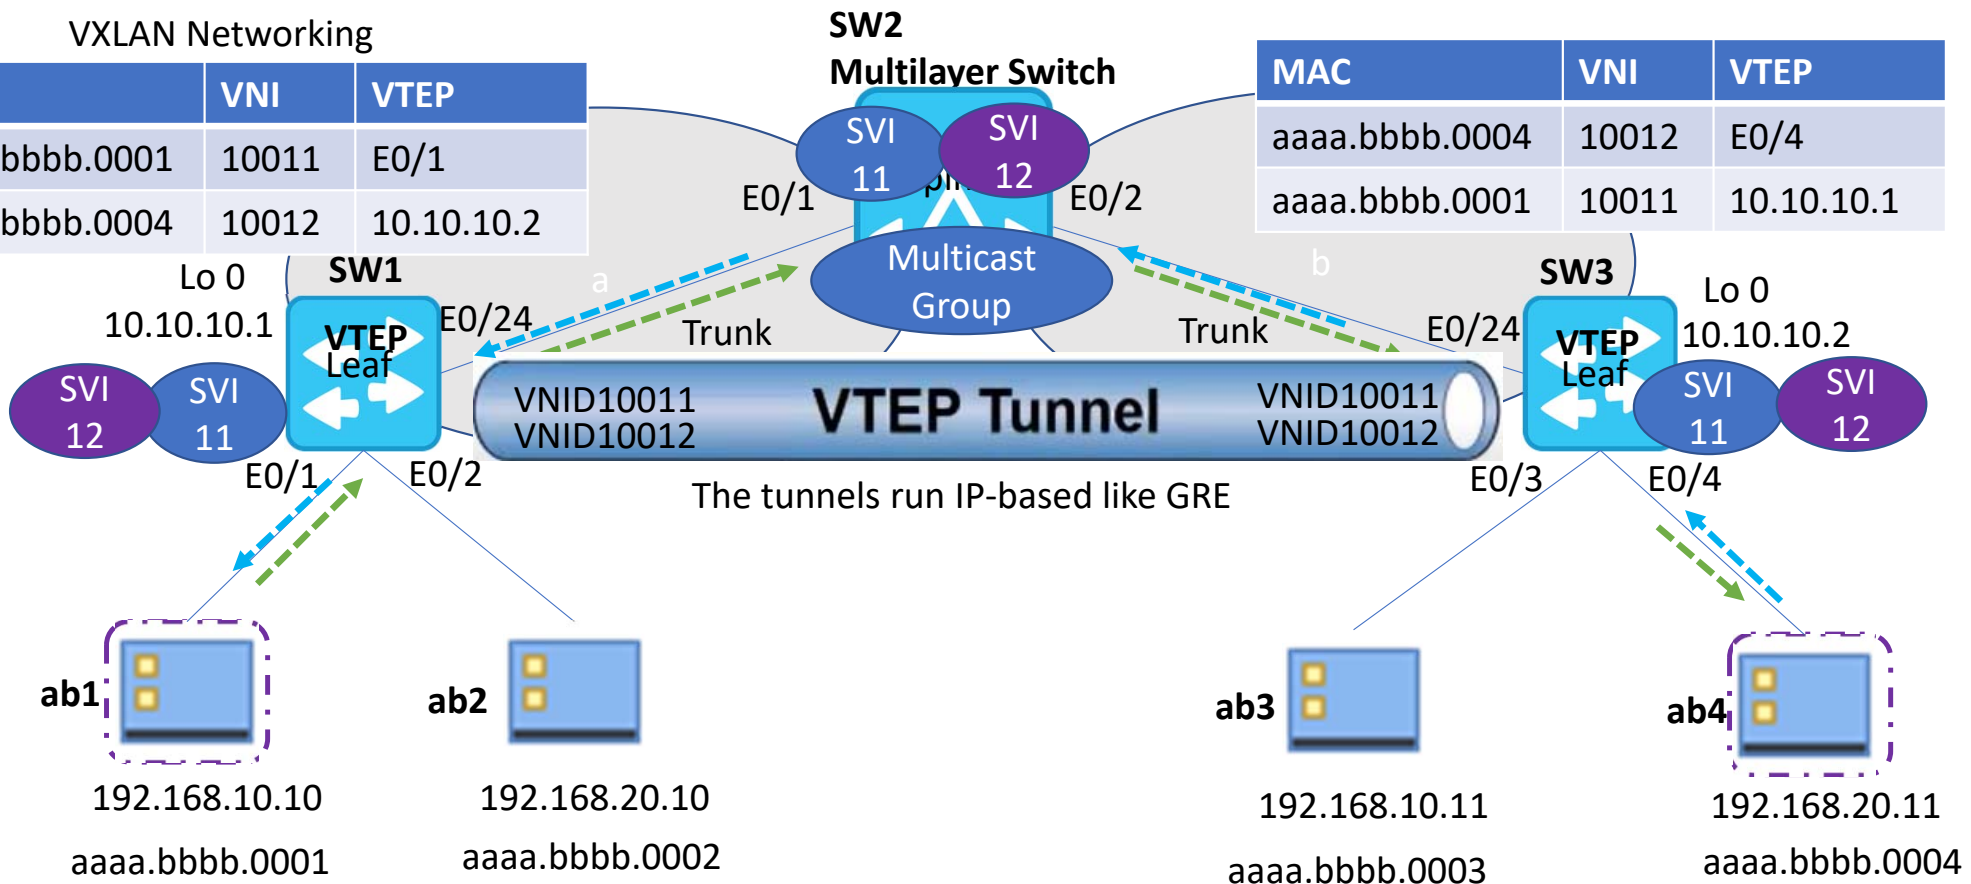 VXLAN Networking
VNI VTEP
bbbb.0001 10011 E0/1
bbbb.0004 10012 10.10.10.2
SW2
Multilayer Switch
SVI
11
SVI
12
E0/1
E0/2
Multicast
Group
MAC VNI VTEP
aaaa.bbbb.0004 10012 E0/4
aaaa.bbbb.0001 10011 10.10.10.1
Lo 0
10.10.10.1
SW1
VTEP
Leaf
E0/24
a
Trunk
b
Trunk
SW3
VTEP
Leaf
E0/24
Lo 0
10.10.10.2
SVI
12
SVI
11
VNID10011
VNID10012
VTEP Tunnel
VNID10011
VNID10012
SVI
11
SVI
12
E0/1
E0/2
The tunnels run IP-based like GRE
E0/3
E0/4
ab1
ab2
ab3
ab4
192.168.10.10
aaaa.bbbb.0001
192.168.20.10
aaaa.bbbb.0002
192.168.10.11
aaaa.bbbb.0003
192.168.20.11
aaaa.bbbb.0004